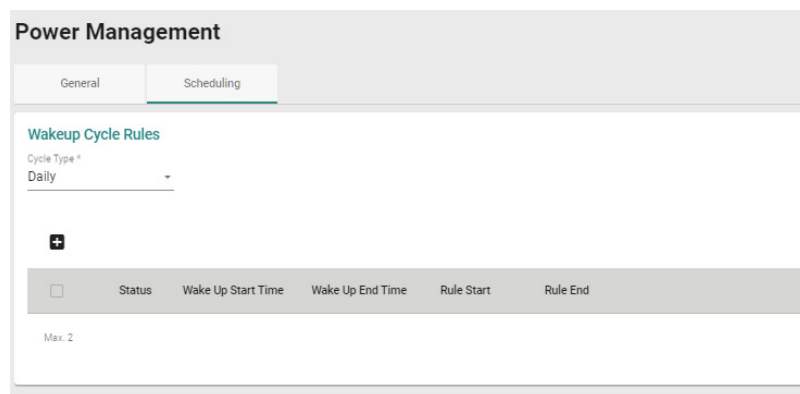 Power Management
General Scheduling
Wakeup Cycle Rules
Cycle Type *
Daily
Status Wake Up Start Time Wake Up End Time Rule Start Rule End
Max. 2